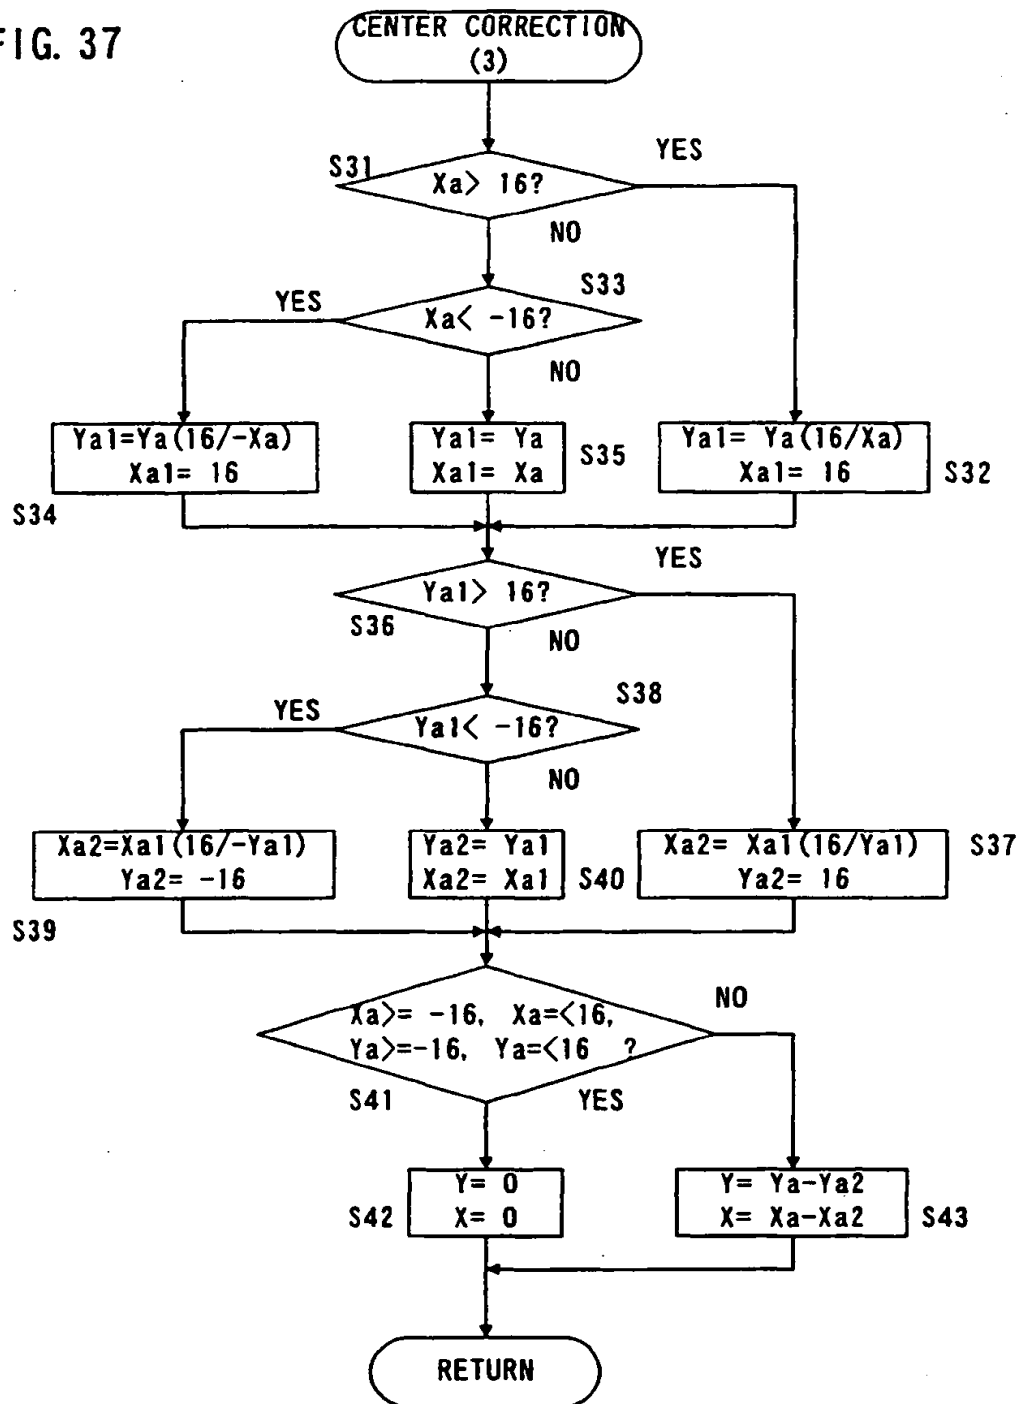 FIG. 37
CENTER CORRECTION
(3)
S31
Xa> 16?
YES
NO
S33
YES
Xa< -16?
NO
Ya1=Ya(16/-Xa)
Xa1= 16
S34
Ya1= Ya
Xa1= Xa
S35
Ya1= Ya(16/Xa)
Xa1= 16
S32
YES
Ya1> 16?
S36
NO
S38
YES
Ya1< -16?
NO
Xa2=Xa1(16/-Ya1)
Ya2= -16
S39
Ya2= Ya1
Xa2= Xa1
S40
Xa2= Xa1(16/Ya1)
Ya2= 16
S37
NO
Xa>= -16, Xa=<16,
Ya>=-16, Ya=<16 ?
S41
YES
Y= 0
X= 0
S42
Y= Ya-Ya2
X= Xa-Xa2
S43
RETURN